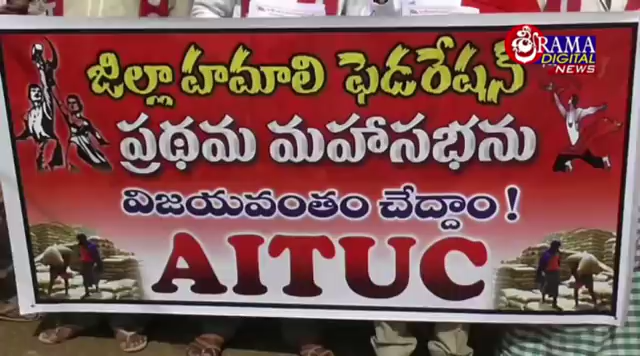 శ్రీRAMA
DIGITAL
NEWS
జిల్లా హమాలి ఫెడరేషన్
ప్రథమ మహాసభను
విజయవంతం చేద్దాం !
AITUC